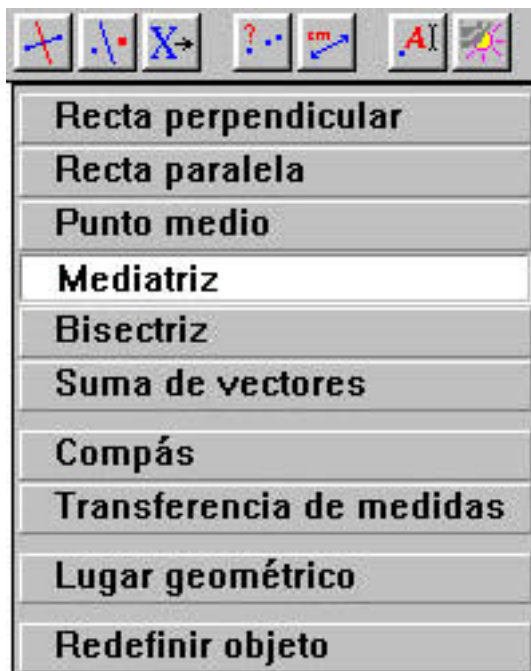 X ? cm A
Recta perpendicular
Recta paralela
Punto medio
Mediatriz
Bisectriz
Suma de vectores
Compás
Transferencia de medidas
Lugar geométrico
Redefinir objeto